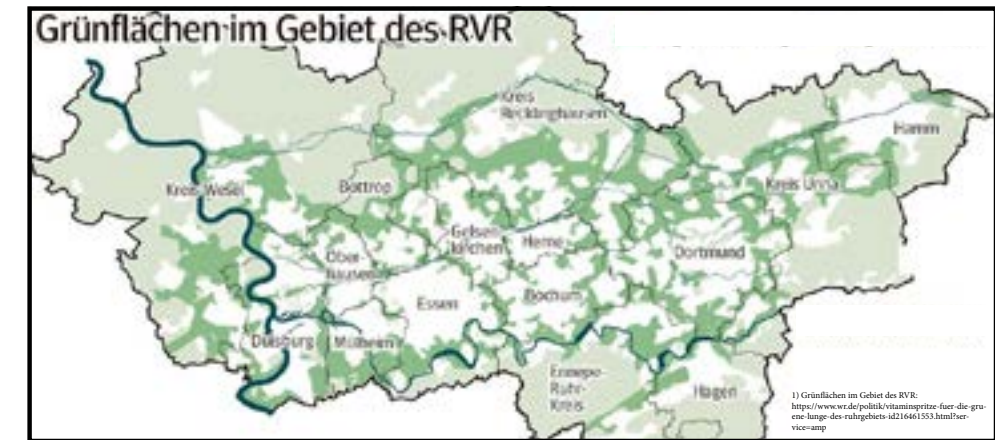 Grünflächen im Gebiet des RVR
Kreis
Recklinghausen
Hamm
Kreis Wesel
Bottrop
Kreis Unna
Gelsen-
kirchen
Herne
Dortmund
Ober-
hausen
Essen
Bochum
Duisburg
Mülheim
Ennepe-
Ruhr-
Kreis
Hagen
1) Grünflächen im Gebiet des RVR:
https://www.wr.de/politik/vitaminspritze-fuer-die-gru-
ene-lunge-des-ruhrgebiets-id216461553.html?ser-
vice=amp